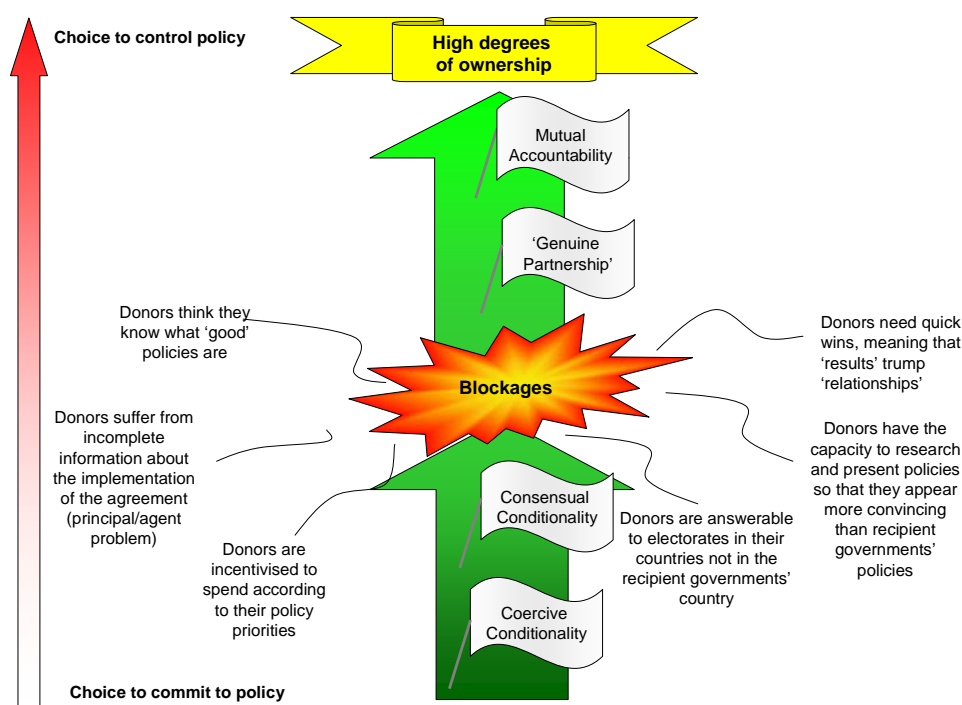 Choice to control policy
High degrees
of ownership
Mutual
Accountability
‘Genuine
Partnership’
Donors think they
know what ‘good’
policies are
Blockages
Donors need quick
wins, meaning that
‘results’ trump
‘relationships’
Donors suffer from
incomplete
information about
the implementation
of the agreement
(principal/agent
problem)
Donors have the
capacity to research
and present policies
so that they appear
more convincing
than recipient
governments’
policies
Consensual
Conditionality
Donors are answerable
to electorates in their
countries not in the
recipient governments’
country
Donors are
incentivised to
spend according
to their policy
priorities
Coercive
Conditionality
Choice to commit to policy